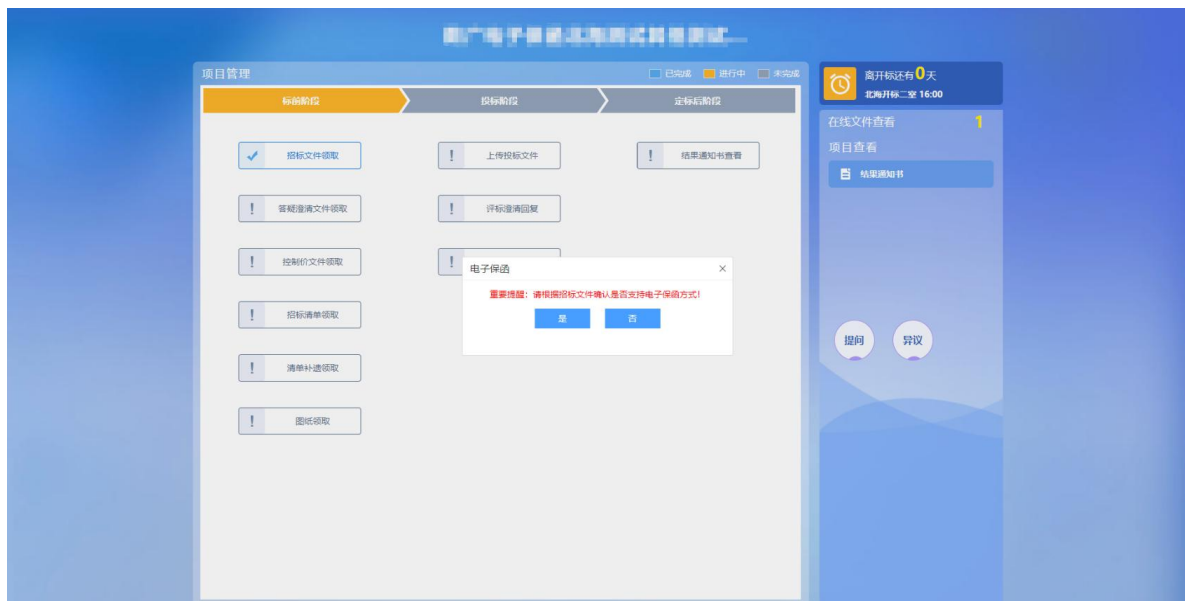 项目管理
已完成
进行中
未完成
标前阶段
投标阶段
定标后阶段
招标文件领取
上传投标文件
结果通知书查看
答疑澄清文件领取
评标澄清回复
控制价文件领取
招标清单领取
清单补遗领取
图纸领取
电子保函
重要提醒：请根据招标文件确认是否支持电子保函方式！
是
否
离开标还有0天
北海开标二室 16:00
在线文件查看 1
项目查看
结果通知书
提问
异议